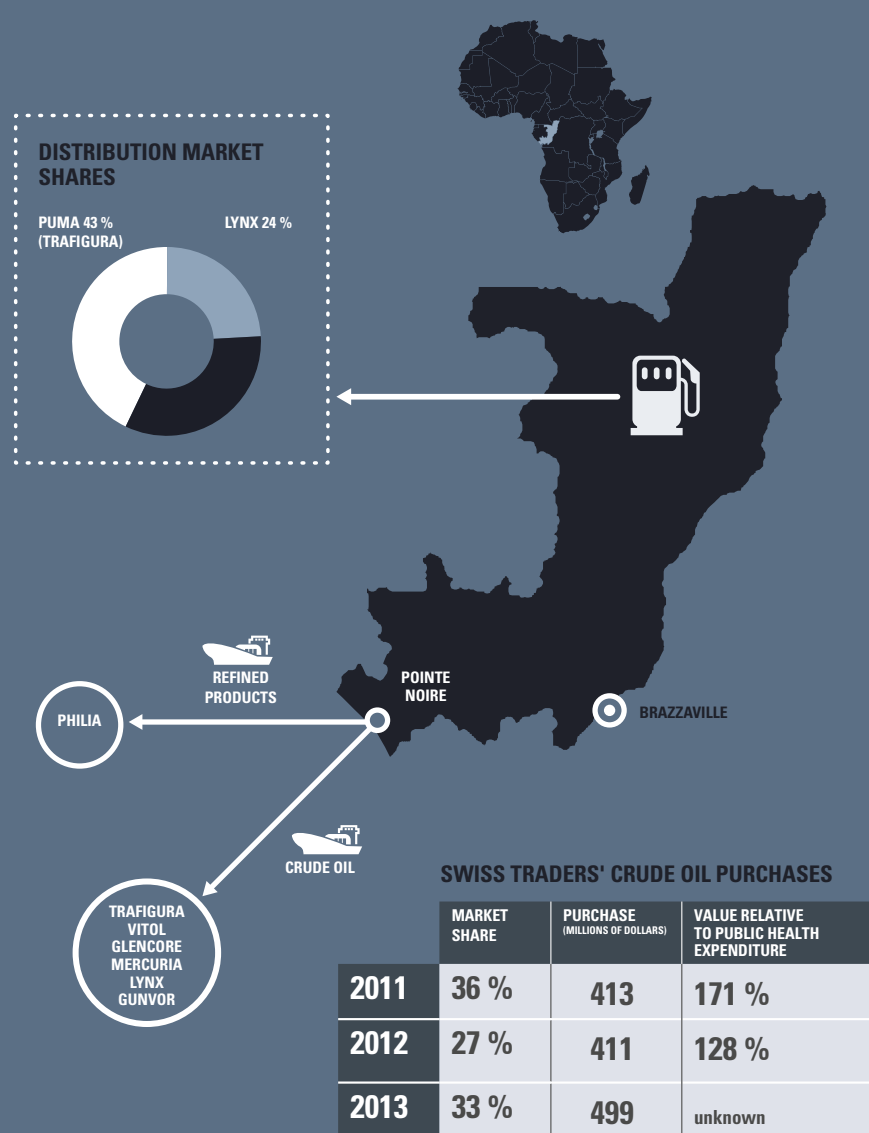 DISTRIBUTION MARKET
SHARES
PUMA 43 %
(TRAFIGURA)
LYNX 24 %
REFINED
PRODUCTS
PHILIA
POINTE
NOIRE
BRAZZAVILLE
CRUDE OIL
TRAFIGURA
VITOL
GLENCORE
MERCURIA
LYNX
GUNVOR
SWISS TRADERS' CRUDE OIL PURCHASES
MARKET
SHARE
PURCHASE
(MILLIONS OF DOLLARS)
VALUE RELATIVE
TO PUBLIC HEALTH
EXPENDITURE
2011 36 % 413 171 %
2012 27 % 411 128 %
2013 33 % 499 unknown